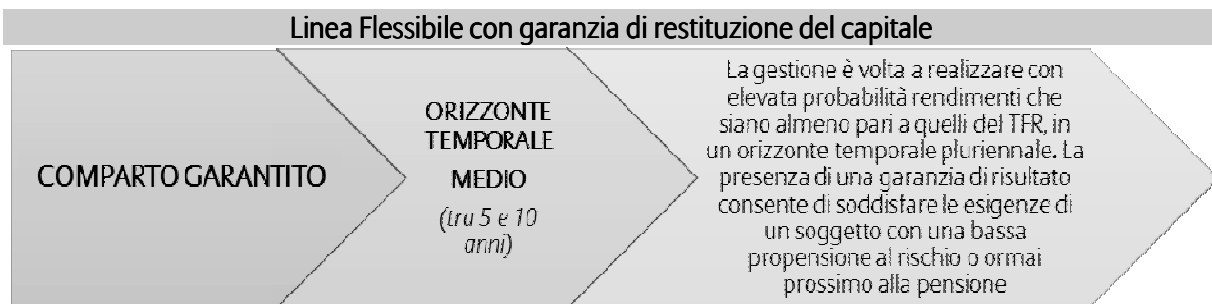 Linea Flessibile con garanzia di restituzione del capitale
COMPARTO GARANTITO
ORIZZONTE
TEMPORALE
MEDIO
(tra 5 e 10
anni)
La gestione è volta a realizzare con
elevata probabilità rendimenti che
siano almeno pari a quelli del TFR, in
un orizzonte temporale pluriennale. La
presenza di una garanzia di risultato
consente di soddisfare le esigenze di
un soggetto con una bassa
propensione al rischio o ormai
prossimo alla pensione